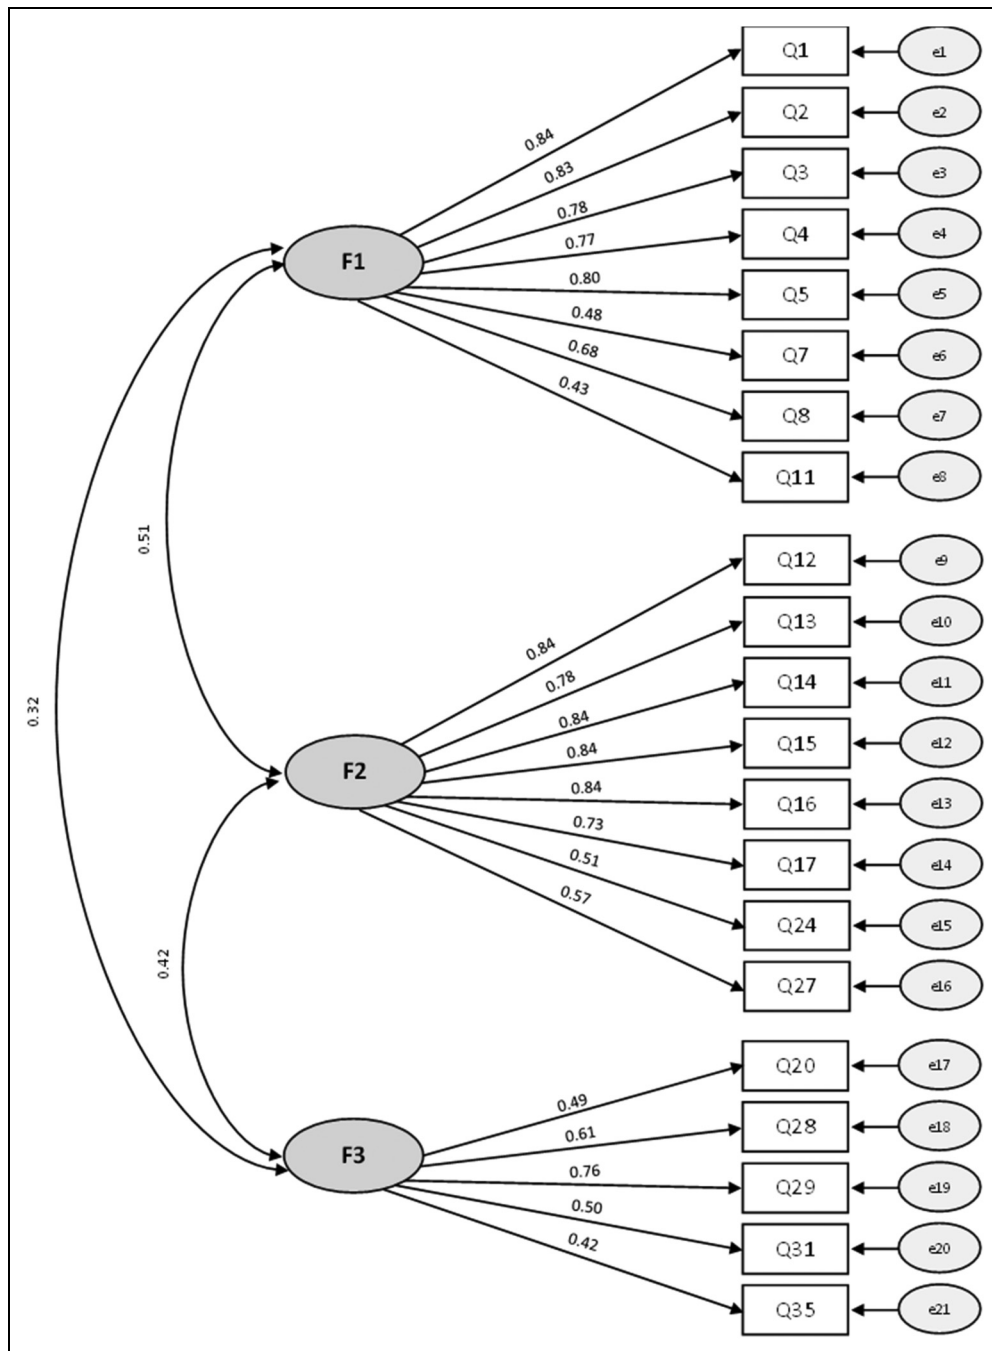 Q1 e1
0.84
Q2 e2
0.83
Q3 e3
0.78
Q4 e4
0.77
F1
0.80
Q5 e5
0.48
Q7 e6
0.68
0.43
Q8 e7
Q11 e8
0.51
Q12 e9
0.84
Q13 e10
0.78
Q14 e11
0.84
0.32
Q15 e12
0.84
F2
0.84
Q16 e13
0.73
Q17 e14
0.51
0.57
Q24 e15
0.42
Q27 e16
Q20 e17
0.49
Q28 e18
0.61
F3
0.76
Q29 e19
0.50
Q31 e20
0.42
Q35 e21